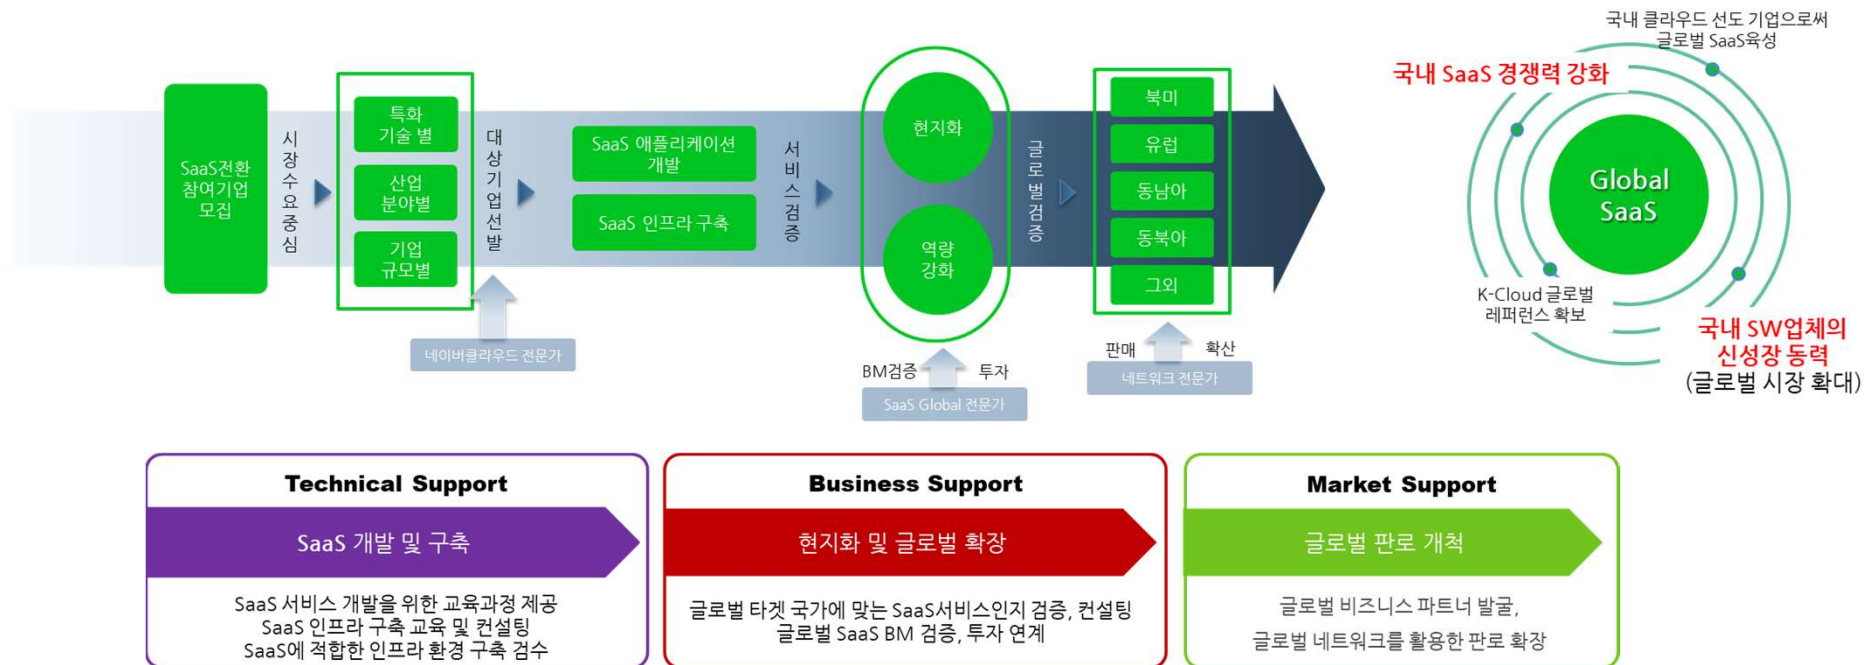 SaaS전환
참여기업
모집
시장수요중심
특화
기술 별
산업
분야별
기업
규모별
대상기업선발
네이버클라우드 전문가
SaaS 애플리케이션
개발
SaaS 인프라 구축
서비스검증
현지화
역량
강화
BM검증
투자
SaaS Global 전문가
글로벌검증
북미
유럽
동남아
동북아
그외
판매
확산
네트워크 전문가
국내 클라우드 선도 기업으로써
글로벌 SaaS육성
국내 SaaS 경쟁력 강화
Global
SaaS
K-Cloud 글로벌
레퍼런스 확보
국내 SW업체의
신성장 동력
(글로벌 시장 확대)
Technical Support
SaaS 개발 및 구축
SaaS 서비스 개발을 위한 교육과정 제공
SaaS 인프라 구축 교육 및 컨설팅
SaaS에 적합한 인프라 환경 구축 검수
Business Support
현지화 및 글로벌 확장
글로벌 타겟 국가에 맞는 SaaS서비스인지 검증, 컨설팅
글로벌 SaaS BM 검증, 투자 연계
Market Support
글로벌 판로 개척
글로벌 비즈니스 파트너 발굴,
글로벌 네트워크를 활용한 판로 확장